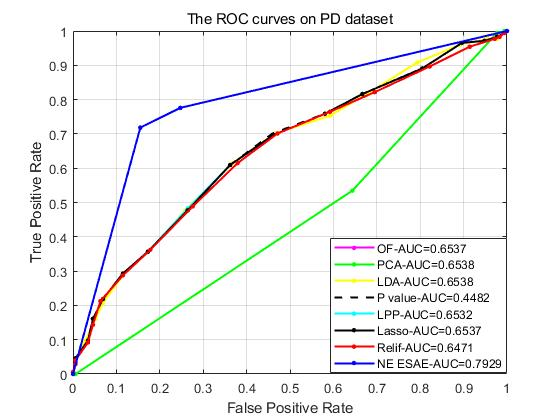 The ROC curves on PD dataset
True Positive Rate
1
0.9
0.8
0.7
0.6
0.5
0.4
0.3
0.2
0.1
0
OF-AUC=0.6537
PCA-AUC=0.6538
LDA-AUC=0.6538
P value-AUC=0.4482
LPP-AUC=0.6532
Lasso-AUC=0.6537
Relif-AUC=0.6471
NE ESAE-AUC=0.7929
0 0.1 0.2 0.3 0.4 0.5 0.6 0.7 0.8 0.9 1
False Positive Rate